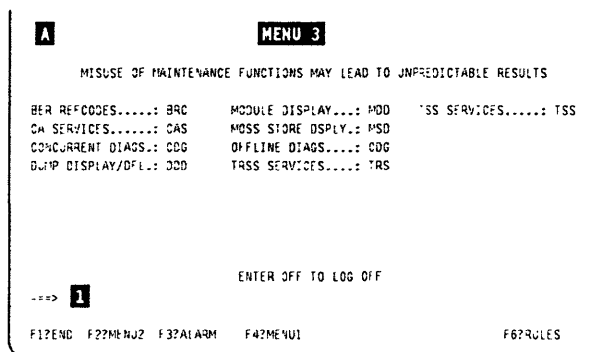 A MENU 3
MISUSE OF MAINTENANCE FUNCTIONS MAY LEAD TO UNPREDICTABLE RESULTS
BER REFCODES.....: BRC MODULE DISPLAY...: MDD TSS SERVICES.....: TSS
CA SERVICES......: CAS MOSS STORE DSPLY.: MSD
CONCURRENT DIAGS.: CDG OFFLINE DIAGS....: ODG
DUMP DISPLAY/DEL.: DDD TRSS SERVICES....: TRS
ENTER OFF TO LOG OFF
===> 1
F1?END F2?MENU2 F3?ALARM F4?MENU1 F6?RULES